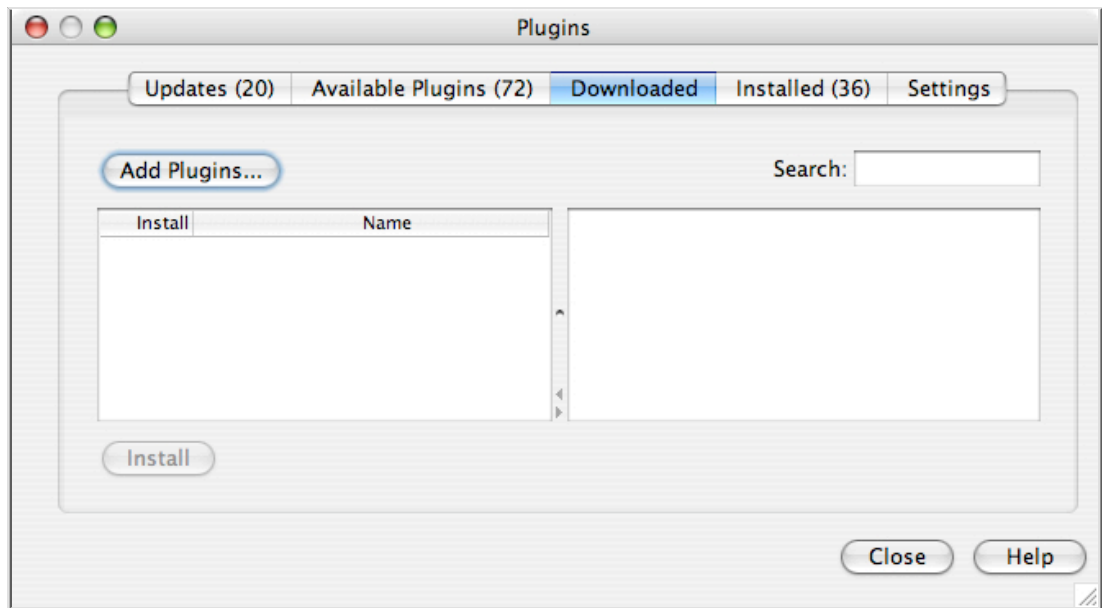 Plugins
Updates (20) Available Plugins (72) Downloaded Installed (36) Settings
Add Plugins... Search:
Install Name
Install
Close Help